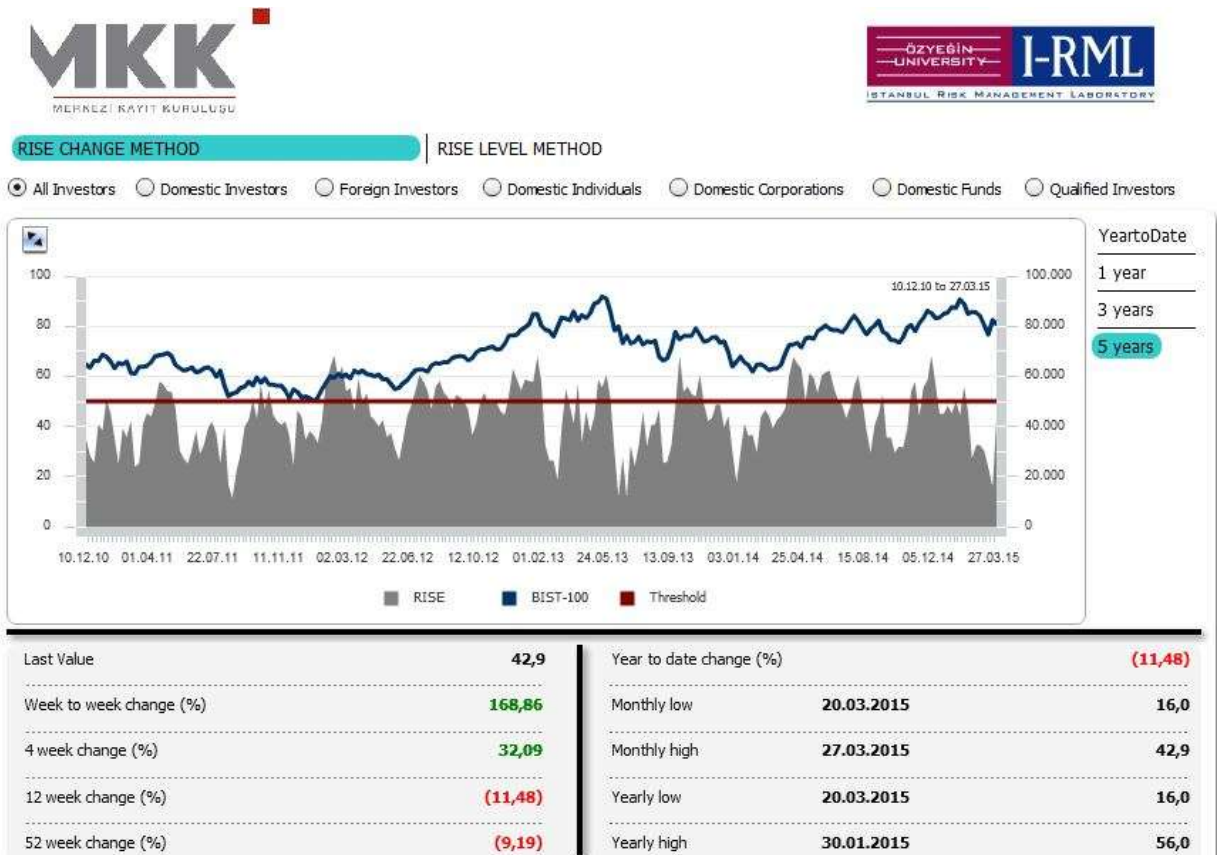 MKK
MERKEZİ KAYIT KURULUŞU
ÖZYEĞİN
UNIVERSITY
I-RML
ISTANBUL RISK MANAGEMENT LABORATORY
RISE CHANGE METHOD
RISE LEVEL METHOD
All Investors Domestic Investors Foreign Investors Domestic Individuals Domestic Corporations Domestic Funds Qualified Investors
YeartoDate
1 year
3 years
5 years
10.12.10 to 27.03.15
100
80
60
40
20
0
100.000
80.000
60.000
40.000
20.000
0
10.12.10 01.04.11 22.07.11 11.11.11 02.03.12 22.06.12 12.10.12 01.02.13 24.05.13 13.09.13 03.01.14 25.04.14 15.08.14 05.12.14 27.03.15
RISE BIST-100 Threshold
Last Value 42,9
Week to week change (%) 168,86
4 week change (%) 32,09
12 week change (%) (11,48)
52 week change (%) (9,19)
Year to date change (%) (11,48)
Monthly low 20.03.2015 16,0
Monthly high 27.03.2015 42,9
Yearly low 20.03.2015 16,0
Yearly high 30.01.2015 56,0